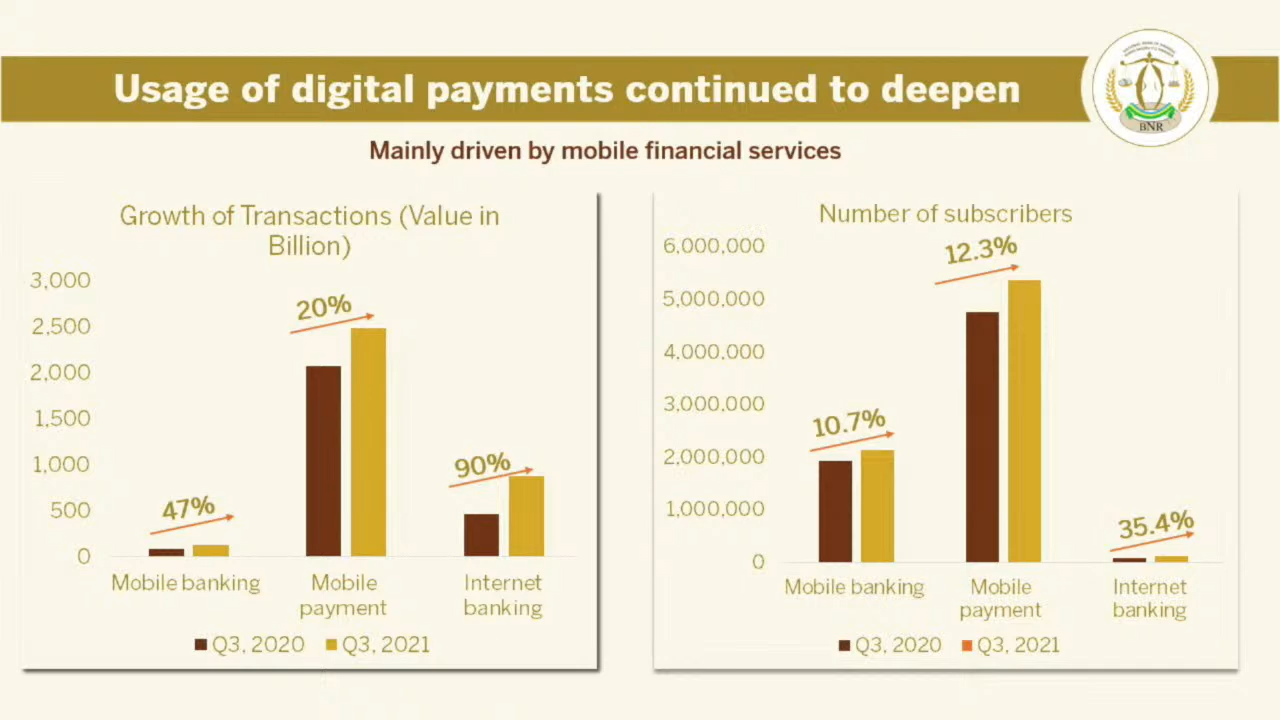 Usage of digital payments continued to deepen
BNR
Mainly driven by mobile financial services
Growth of Transactions (Value in
Billion)
3,000
2,500
2,000
1,500
1,000
500
0
47%
20%
90%
Mobile banking
Mobile
payment
Internet
banking
Q3, 2020
Q3, 2021
Number of subscribers
6,000,000
5,000,000
4,000,000
3,000,000
2,000,000
1,000,000
0
10.7%
12.3%
35.4%
Mobile banking
Mobile
payment
Internet
banking
Q3, 2020
Q3, 2021